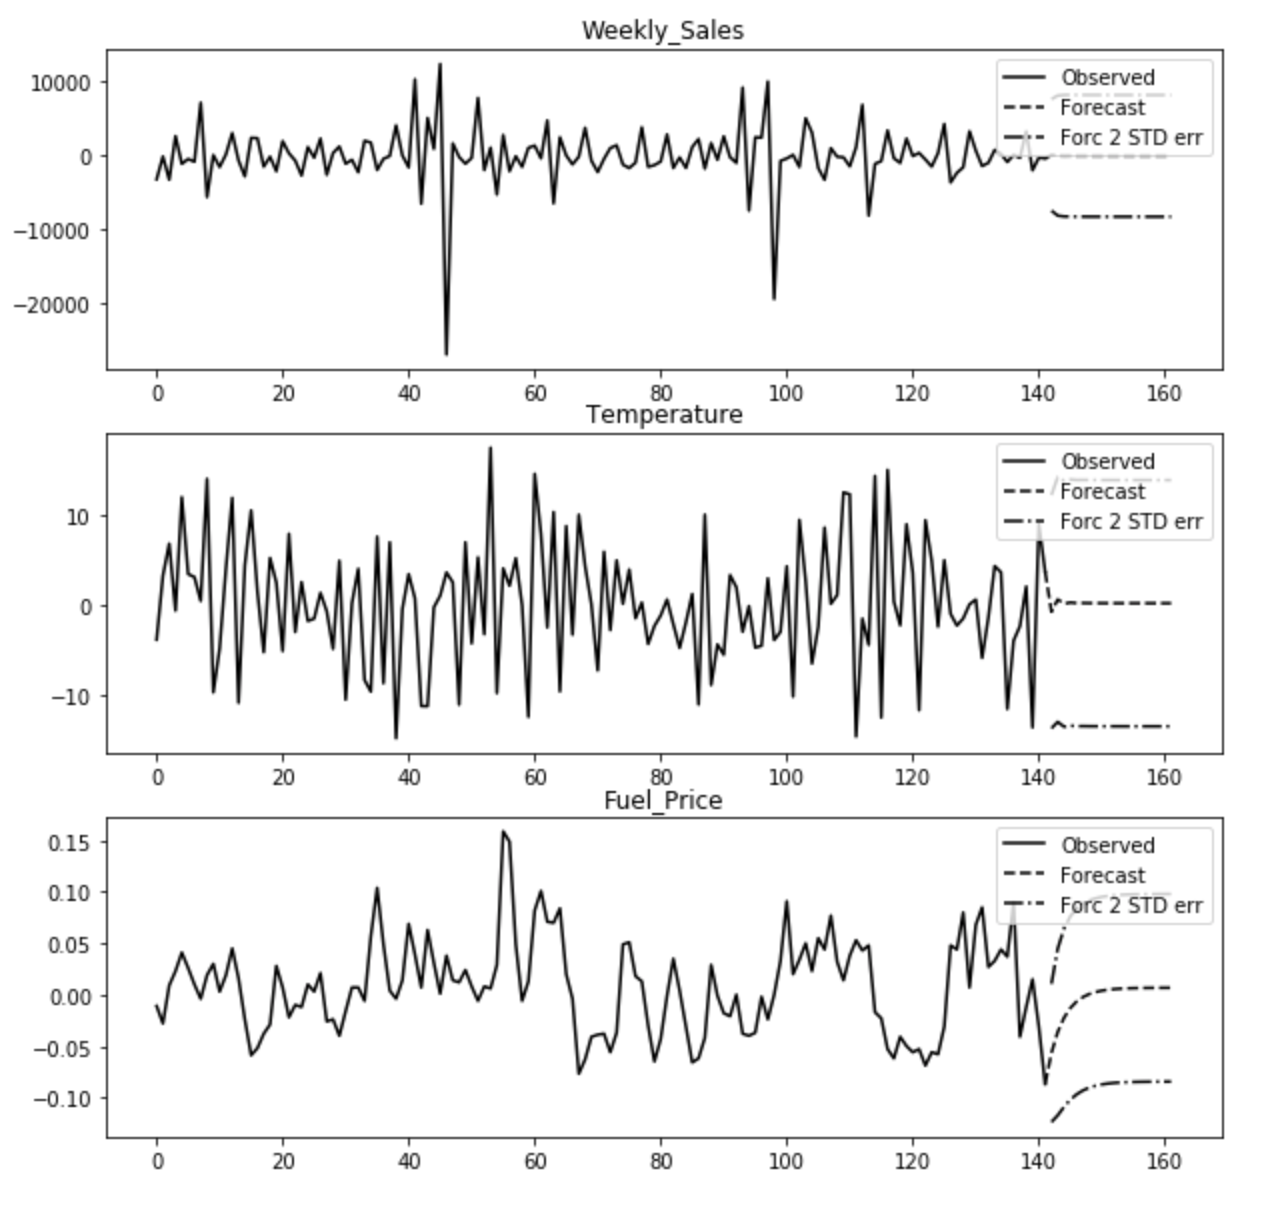 Weekly_Sales
10000
0
−10000
−20000
Observed
Forecast
Forc 2 STD err
0 20 40 60 80 100 120 140 160
Temperature
10
0
−10
Observed
Forecast
Forc 2 STD err
0 20 40 60 80 100 120 140 160
Fuel_Price
0.15
0.10
0.05
0.00
−0.05
−0.10
Observed
Forecast
Forc 2 STD err
0 20 40 60 80 100 120 140 160